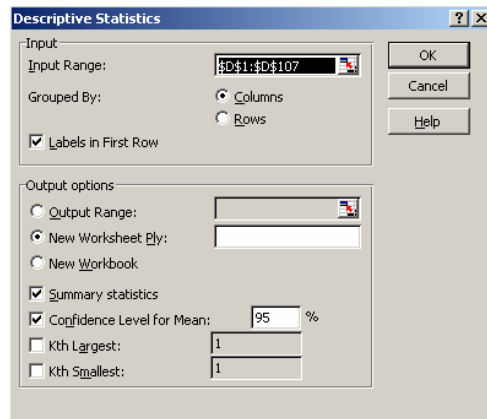 Descriptive Statistics
Input
Input Range: $D$1:$D$107
Grouped By: Columns
Rows
Labels in First Row
OK
Cancel
Help
Output options
Output Range:
New Worksheet Ply:
New Workbook
Summary statistics
Confidence Level for Mean: 95 %
Kth Largest: 1
Kth Smallest: 1